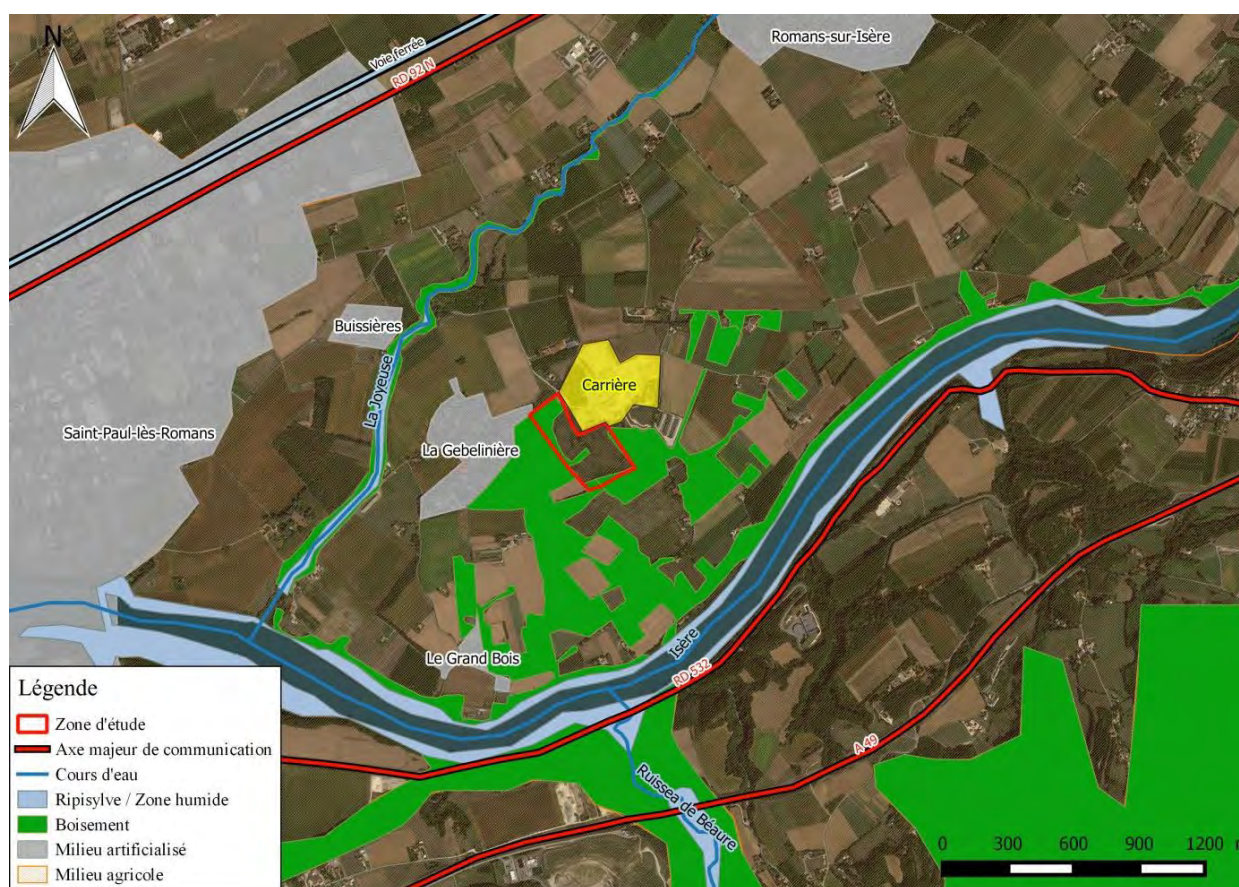 N
Romans-sur-Isère
Voie ferrée
RD 92 N
Buissières
La Joyeuse
Carrière
Saint-Paul-lès-Romans
La Gebelinière
Le Grand Bois
Isère
RD 532
A 49
Ruissea de Béaure
Légende
Zone d'étude
Axe majeur de communication
Cours d'eau
Ripisylve / Zone humide
Boisement
Milieu artificialisé
Milieu agricole
0 300 600 900 1200